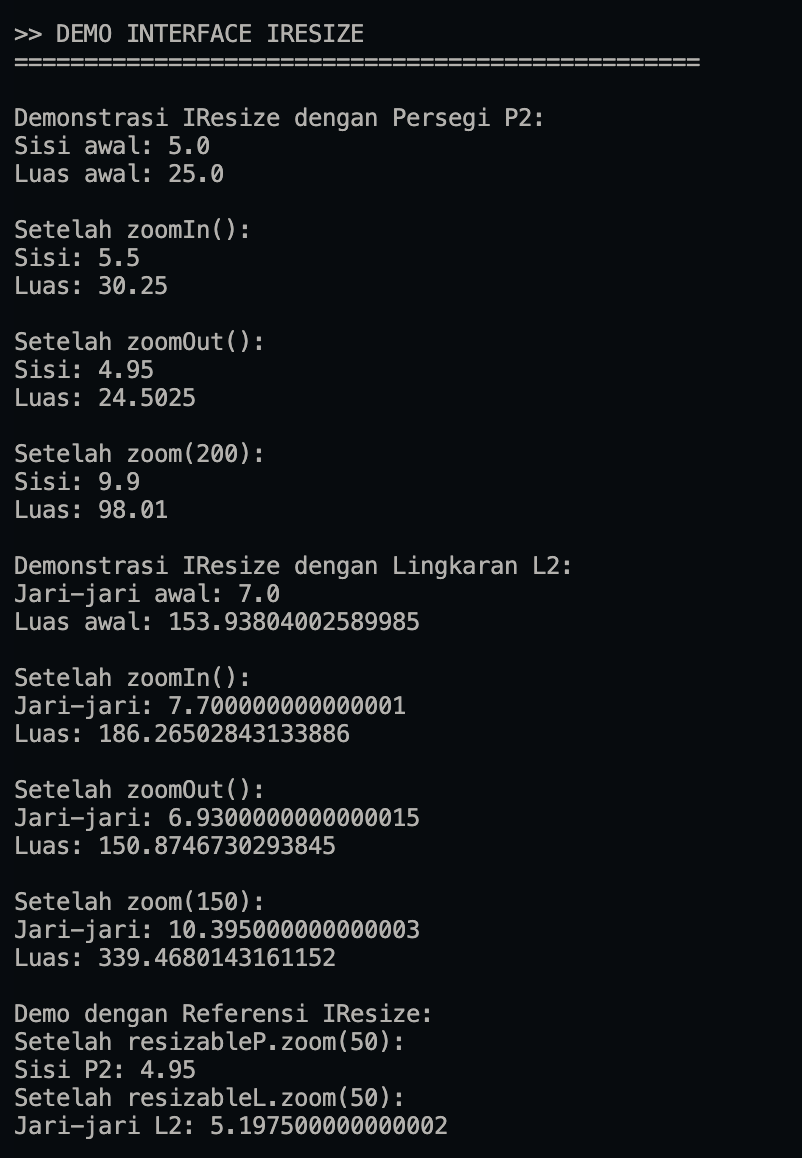 >> DEMO INTERFACE IRESIZE
=================================================
Demonstrasi IResize dengan Persegi P2:
Sisi awal: 5.0
Luas awal: 25.0
Setelah zoomIn():
Sisi: 5.5
Luas: 30.25
Setelah zoomOut():
Sisi: 4.95
Luas: 24.5025
Setelah zoom(200):
Sisi: 9.9
Luas: 98.01
Demonstrasi IResize dengan Lingkaran L2:
Jari-jari awal: 7.0
Luas awal: 153.93804002589985
Setelah zoomIn():
Jari-jari: 7.700000000000001
Luas: 186.26502843133886
Setelah zoomOut():
Jari-jari: 6.9300000000000015
Luas: 150.8746730293845
Setelah zoom(150):
Jari-jari: 10.395000000000003
Luas: 339.4680143161152
Demo dengan Referensi IResize:
Setelah resizableP.zoom(50):
Sisi P2: 4.95
Setelah resizableL.zoom(50):
Jari-jari L2: 5.197500000000002